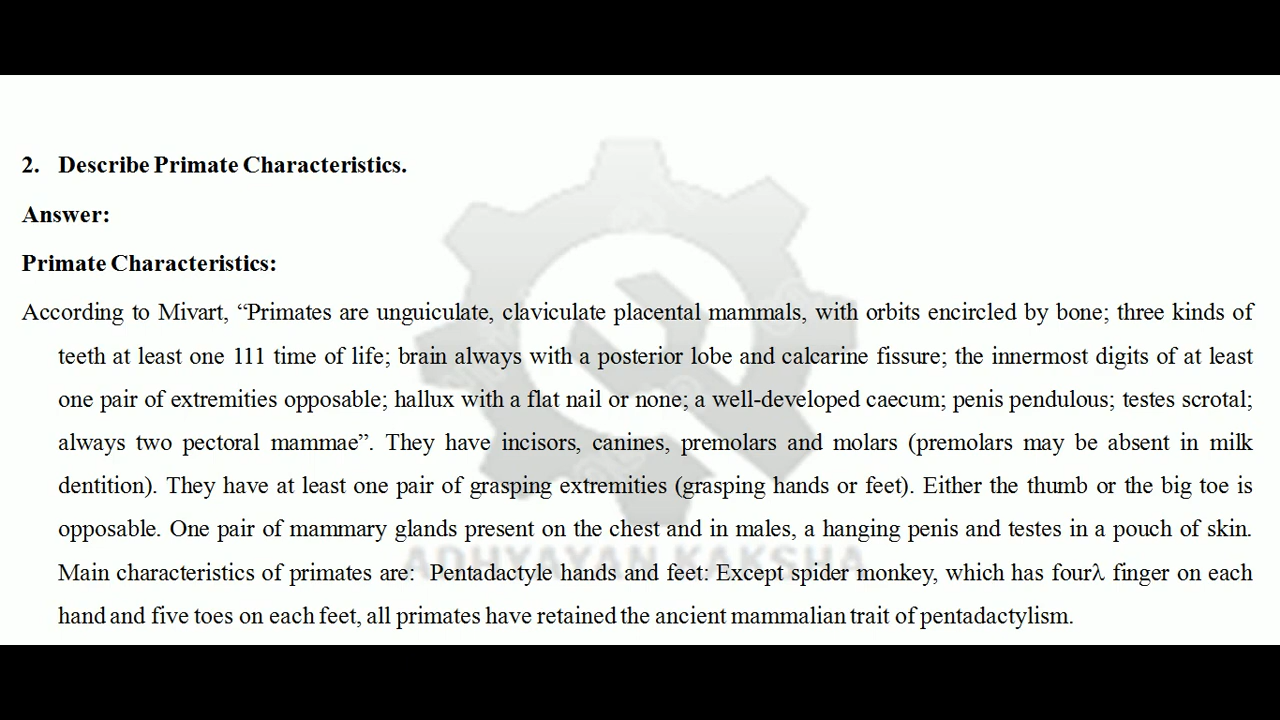 2. Describe Primate Characteristics.
Answer:
Primate Characteristics:
According to Mivart, “Primates are unguiculate, claviculate placental mammals, with orbits encircled by bone; three kinds of
teeth at least one 111 time of life; brain always with a posterior lobe and calcarine fissure; the innermost digits of at least
one pair of extremities opposable; hallux with a flat nail or none; a well-developed caecum; penis pendulous; testes scrotal;
always two pectoral mammae”. They have incisors, canines, premolars and molars (premolars may be absent in milk
dentition). They have at least one pair of grasping extremities (grasping hands or feet). Either the thumb or the big toe is
opposable. One pair of mammary glands present on the chest and in males, a hanging penis and testes in a pouch of skin.
ADHYAYAN KAKSHA
Main characteristics of primates are: Pentadactyle hands and feet: Except spider monkey, which has fourλ finger on each
hand and five toes on each feet, all primates have retained the ancient mammalian trait of pentadactylism.